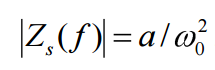 |Z_s(f)| = a/ω_0^2